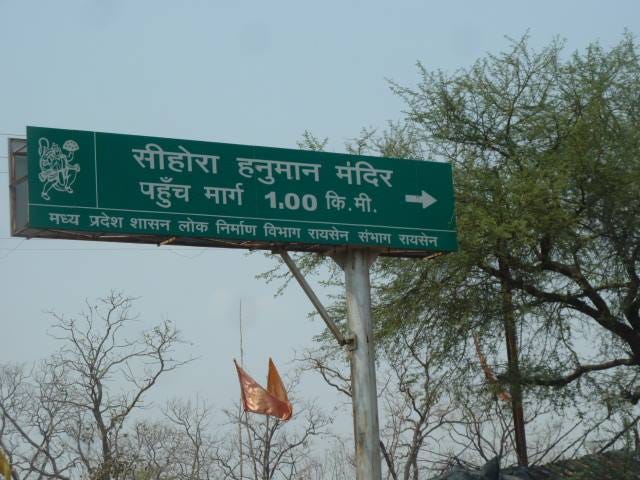 सीहोरा हनुमान मंदिर
पहुँच मार्ग 1.00 कि.मी.
मध्य प्रदेश शासन लोक निर्माण विभाग रायसेन संभाग रायसेन